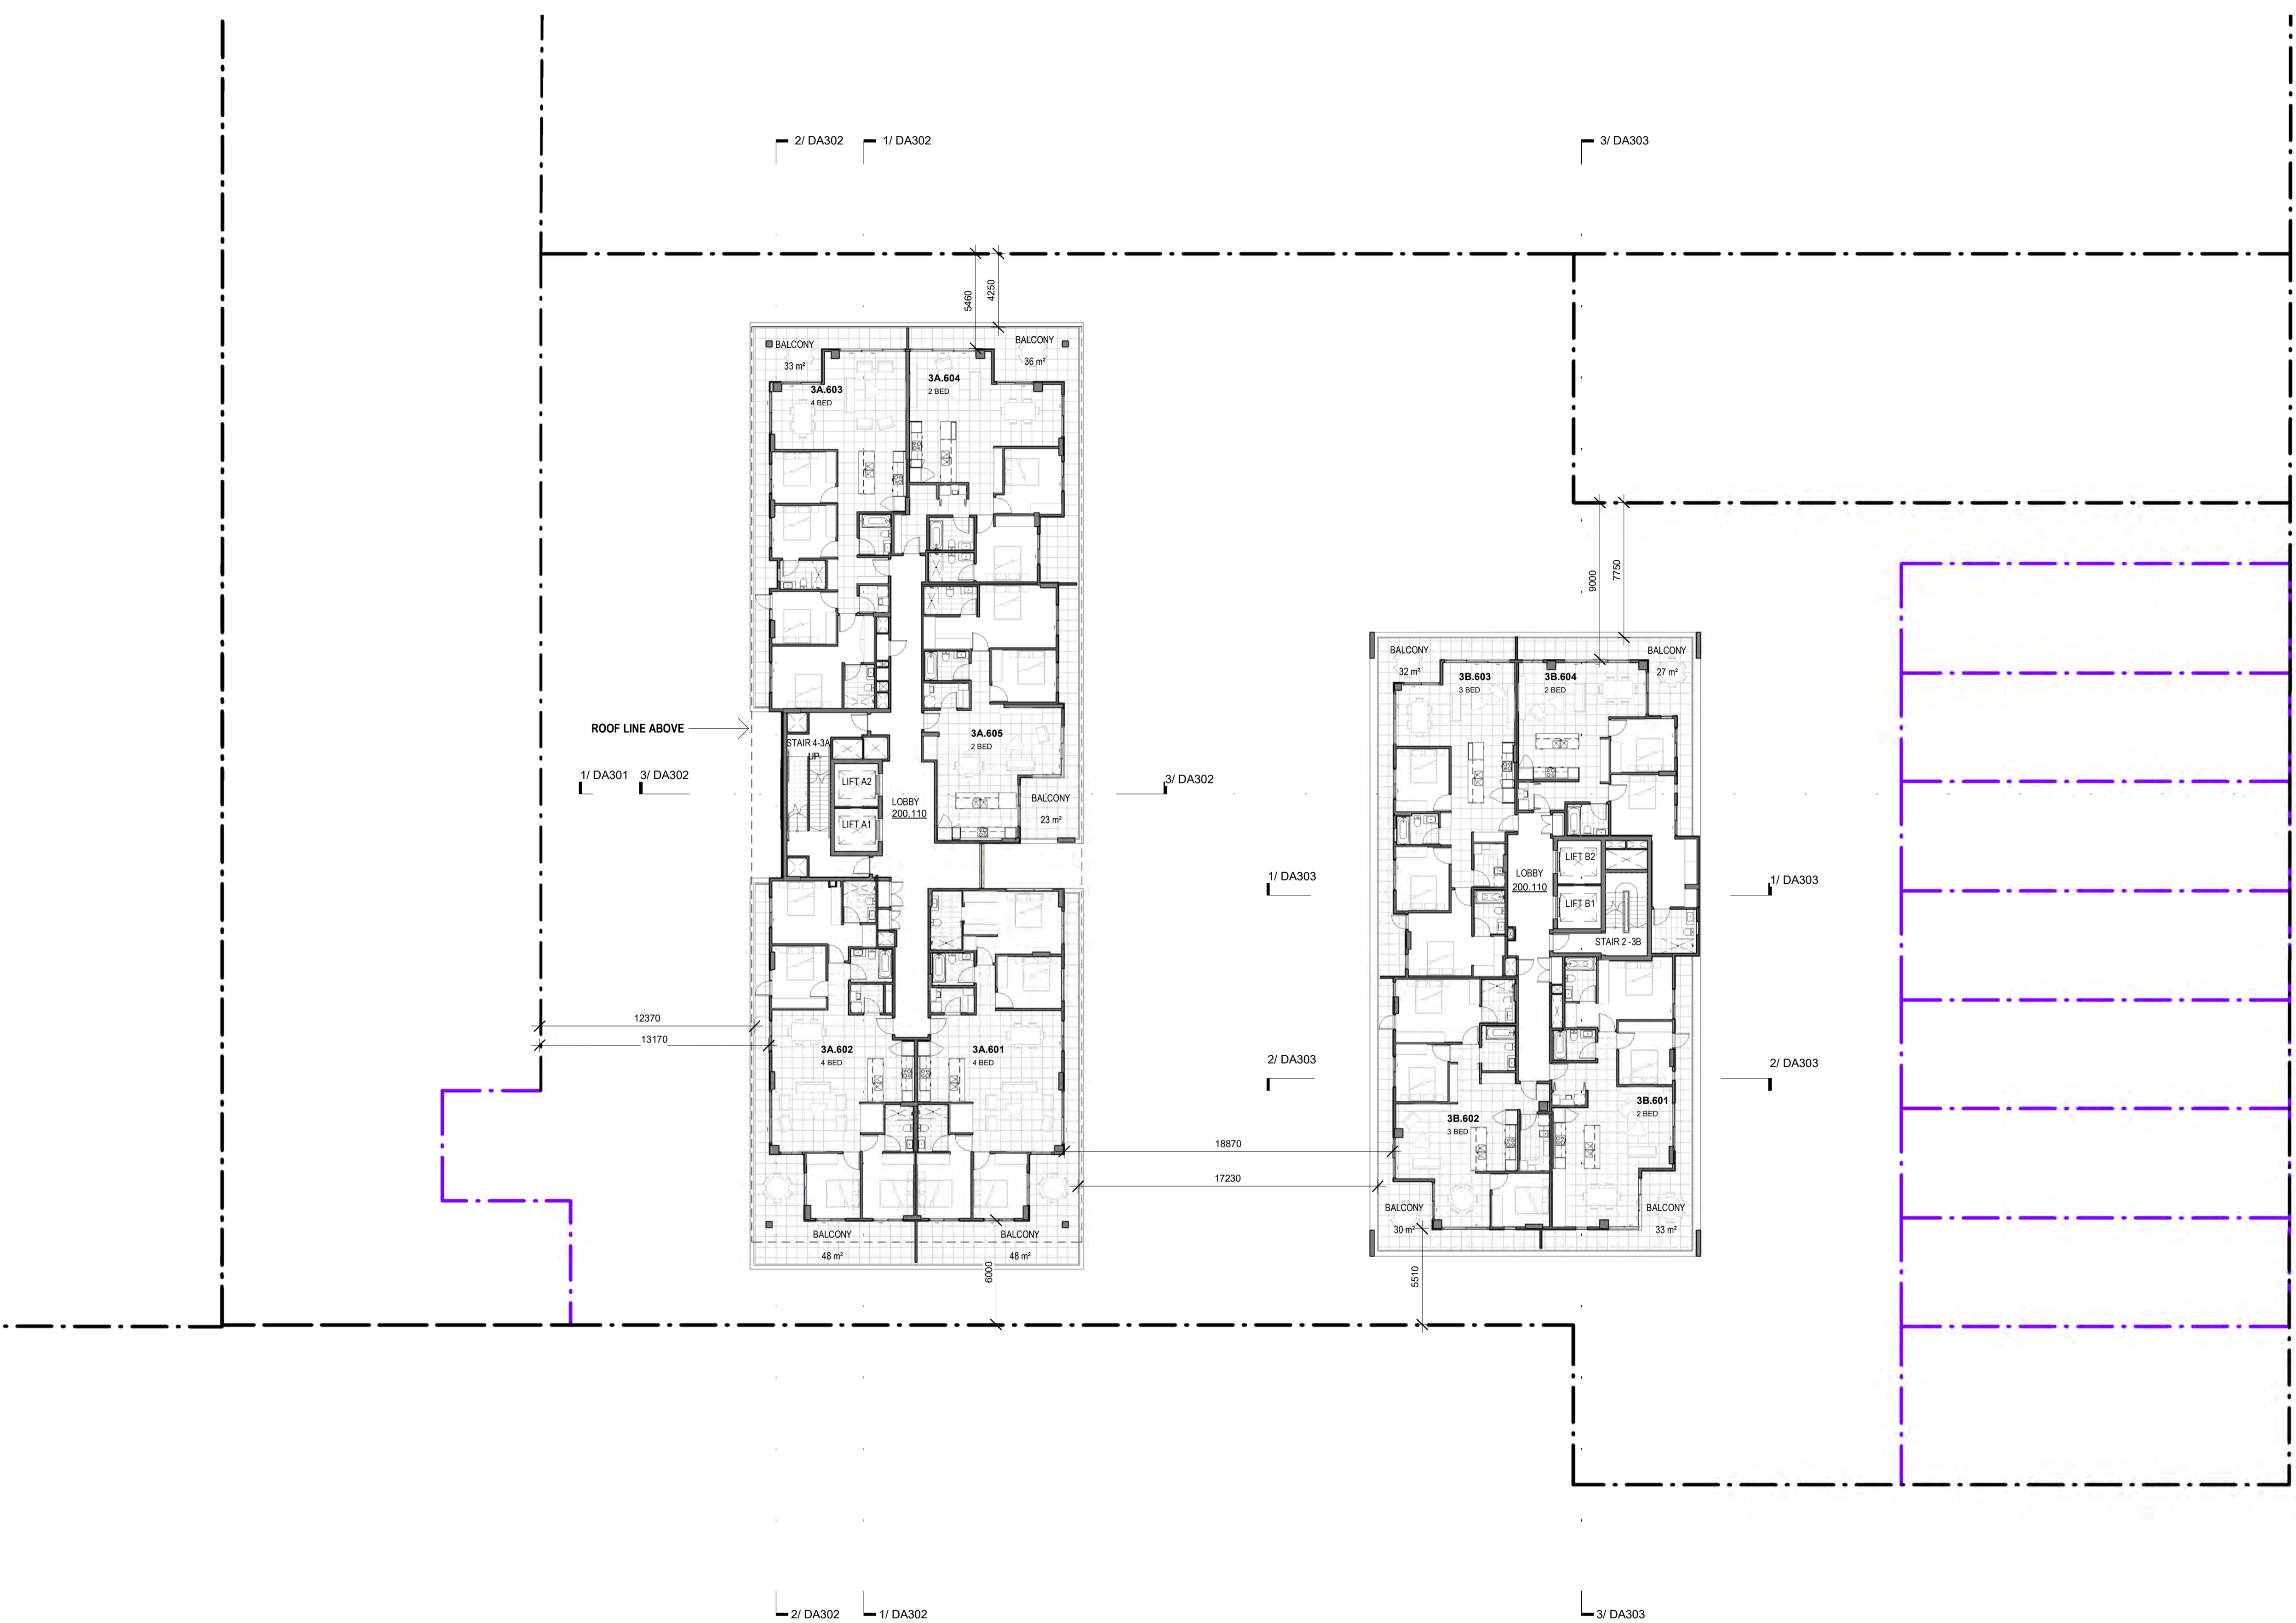 2/ DA302
1/ DA302
3/ DA303
5460
4250
BALCONY
33 m²
BALCONY
36 m²
3A.603
4 BED
3A.604
2 BED
9000
7750
BALCONY
32 m²
BALCONY
27 m²
3B.603
3 BED
3B.604
2 BED
ROOF LINE ABOVE
STAIR 4-3A
UP
3A.605
2 BED
1/ DA301
3/ DA302
3/ DA302
LIFT A2
LOBBY
200.110
LIFT A1
BALCONY
23 m²
LIFT B2
LOBBY
200.110
LIFT B1
1/ DA303
1/ DA303
STAIR 2 -3B
12370
13170
3A.602
4 BED
3A.601
4 BED
2/ DA303
2/ DA303
3B.601
2 BED
3B.602
3 BED
18870
17230
BALCONY
30 m²
BALCONY
33 m²
BALCONY
48 m²
BALCONY
48 m²
6000
5510
2/ DA302
1/ DA302
3/ DA303